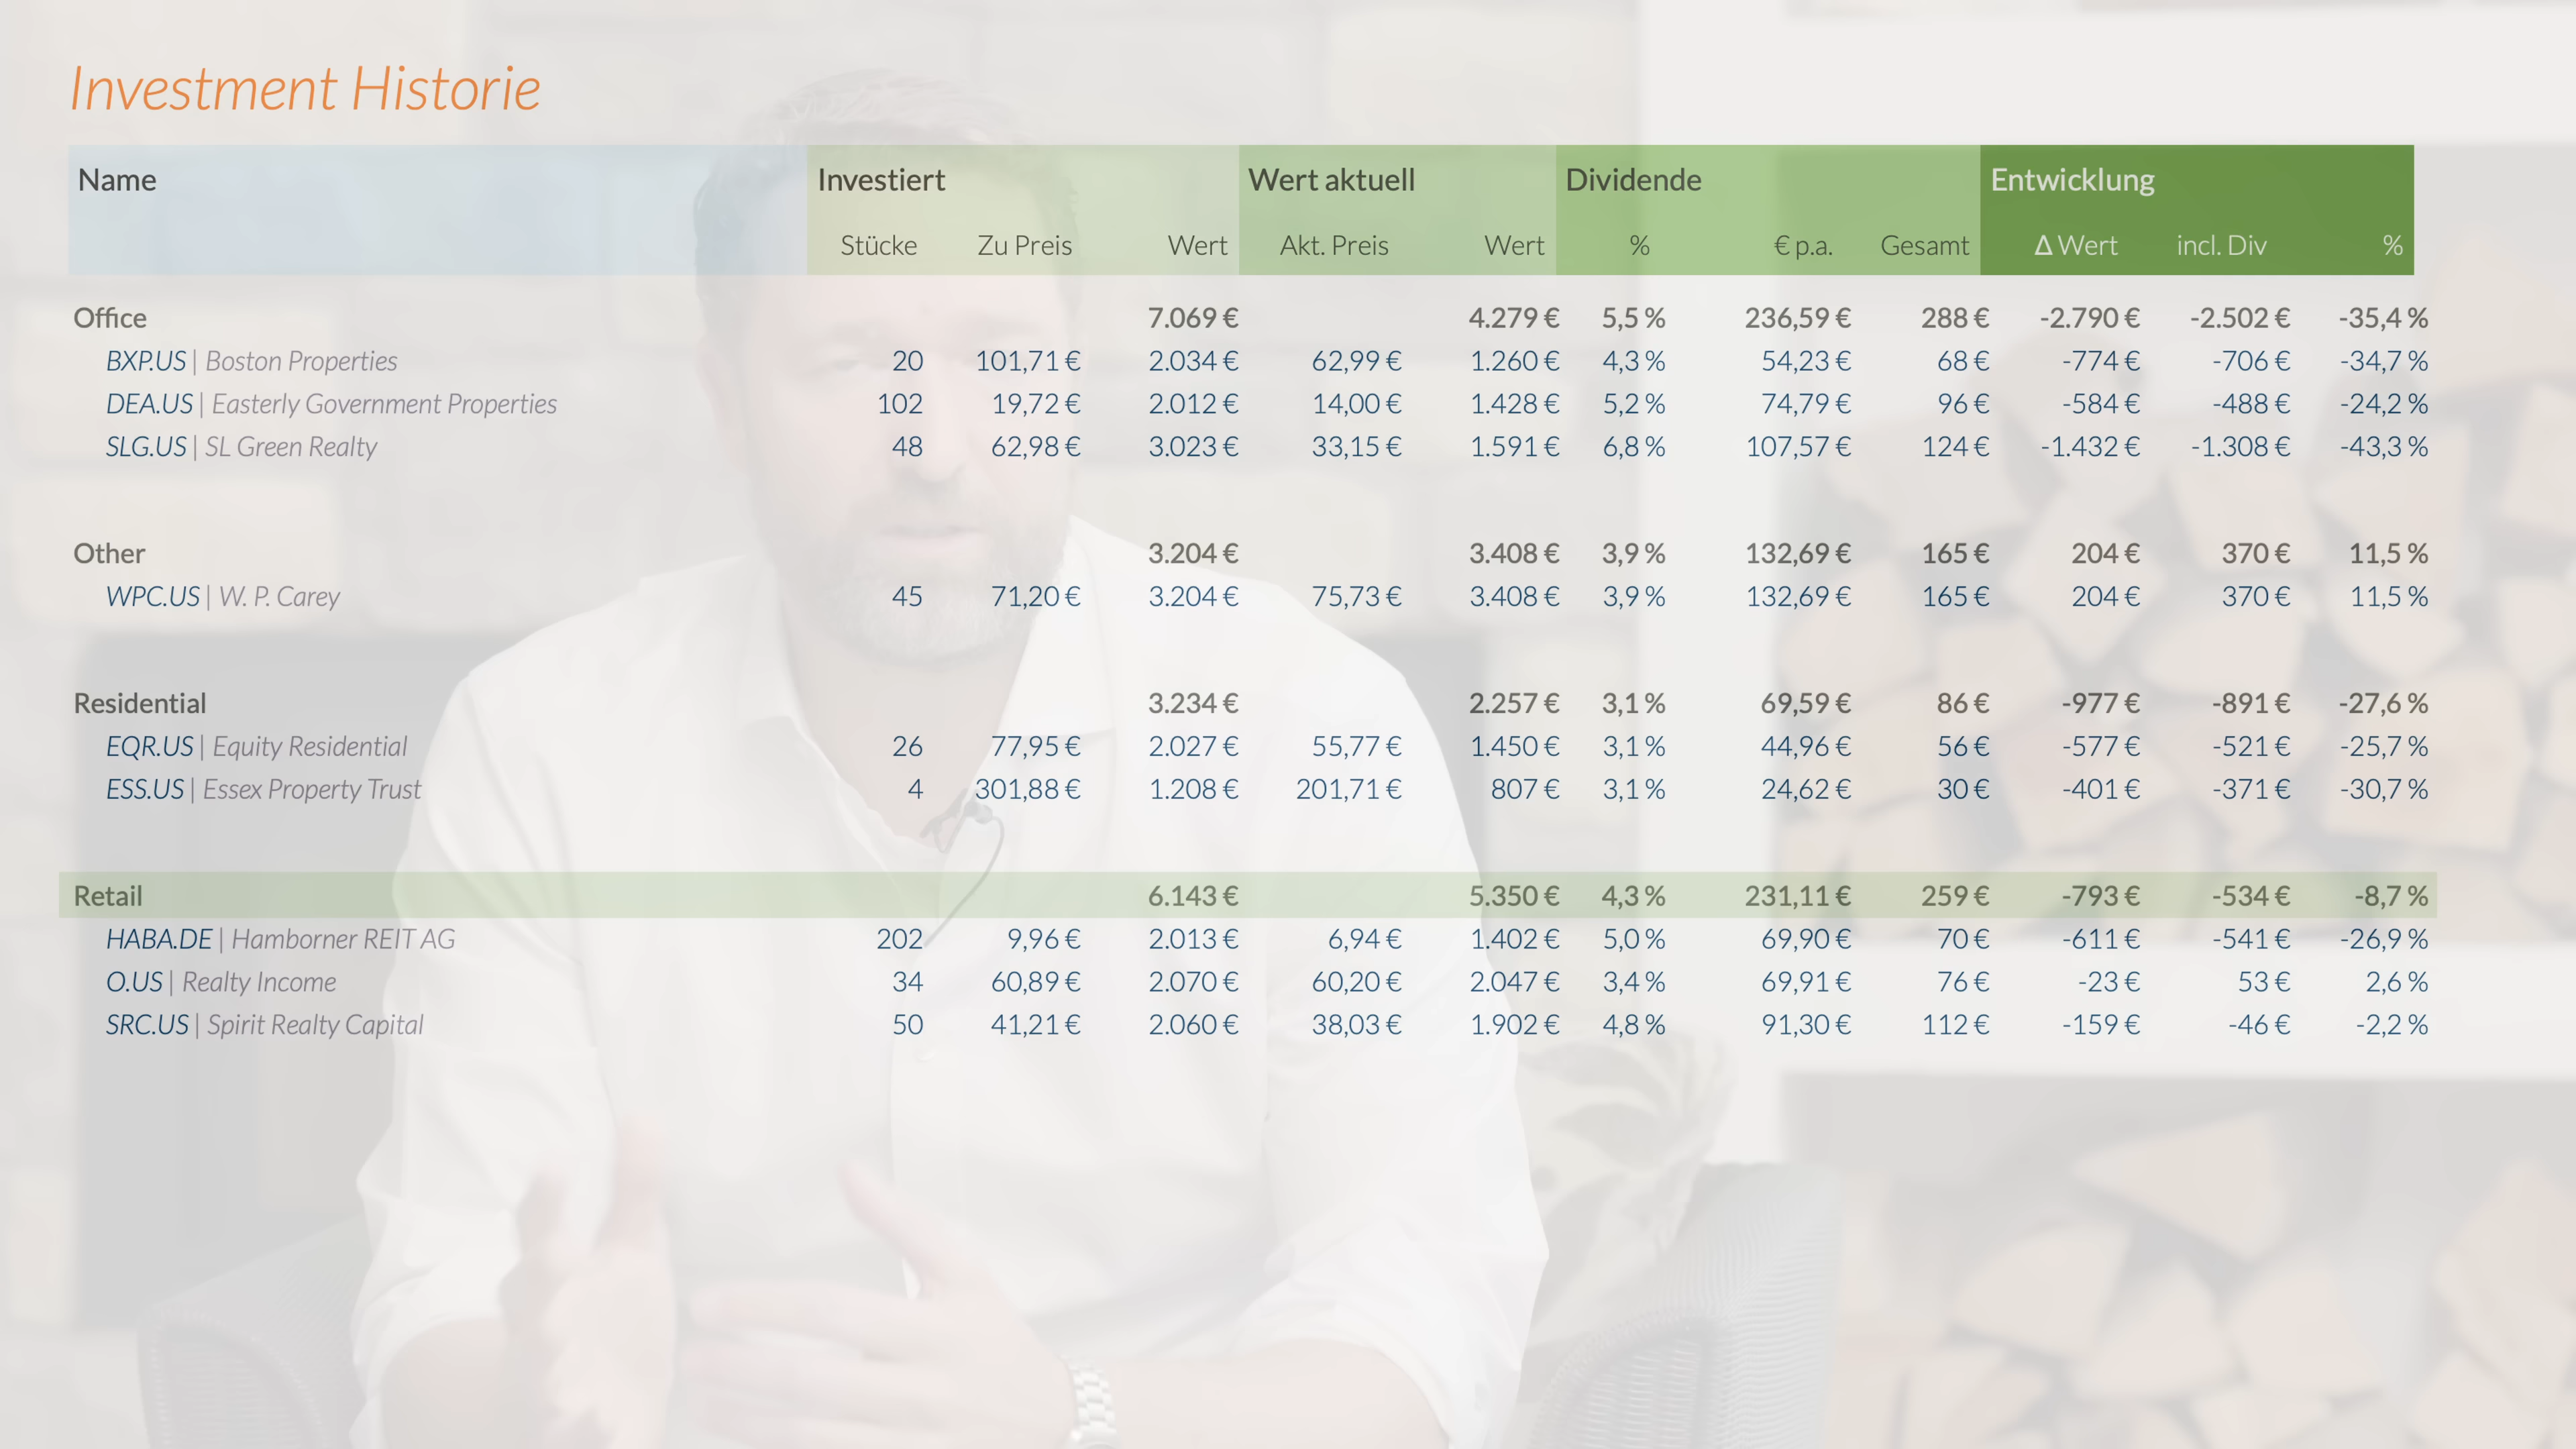 Investment Historie
Name Investiert Wert aktuell Dividende Entwicklung
Stücke Zu Preis Wert Akt. Preis Wert % € p.a. Gesamt Δ Wert incl. Div %
Office 7.069 € 4.279 € 5,5 % 236,59 € 288 € -2.790 € -2.502 € -35,4 %
BXP.US | Boston Properties 20 101,71 € 2.034 € 62,99 € 1.260 € 4,3 % 54,23 € 68 € -774 € -706 € -34,7 %
DEA.US | Easterly Government Properties 102 19,72 € 2.012 € 14,00 € 1.428 € 5,2 % 74,79 € 96 € -584 € -488 € -24,2 %
SLG.US | SL Green Realty 48 62,98 € 3.023 € 33,15 € 1.591 € 6,8 % 107,57 € 124 € -1.432 € -1.308 € -43,3 %
Other 3.204 € 3.408 € 3,9 % 132,69 € 165 € 204 € 370 € 11,5 %
WPC.US | W. P. Carey 45 71,20 € 3.204 € 75,73 € 3.408 € 3,9 % 132,69 € 165 € 204 € 370 € 11,5 %
Residential 3.234 € 2.257 € 3,1 % 69,59 € 86 € -977 € -891 € -27,6 %
EQR.US | Equity Residential 26 77,95 € 2.027 € 55,77 € 1.450 € 3,1 % 44,96 € 56 € -577 € -521 € -25,7 %
ESS.US | Essex Property Trust 4 301,88 € 1.208 € 201,71 € 807 € 3,1 % 24,62 € 30 € -401 € -371 € -30,7 %
Retail 6.143 € 5.350 € 4,3 % 231,11 € 259 € -793 € -534 € -8,7 %
HABA.DE | Hamborner REIT AG 202 9,96 € 2.013 € 6,94 € 1.402 € 5,0 % 69,90 € 70 € -611 € -541 € -26,9 %
O.US | Realty Income 34 60,89 € 2.070 € 60,20 € 2.047 € 3,4 % 69,91 € 76 € -23 € 53 € 2,6 %
SRC.US | Spirit Realty Capital 50 41,21 € 2.060 € 38,03 € 1.902 € 4,8 % 91,30 € 112 € -159 € -46 € -2,2 %